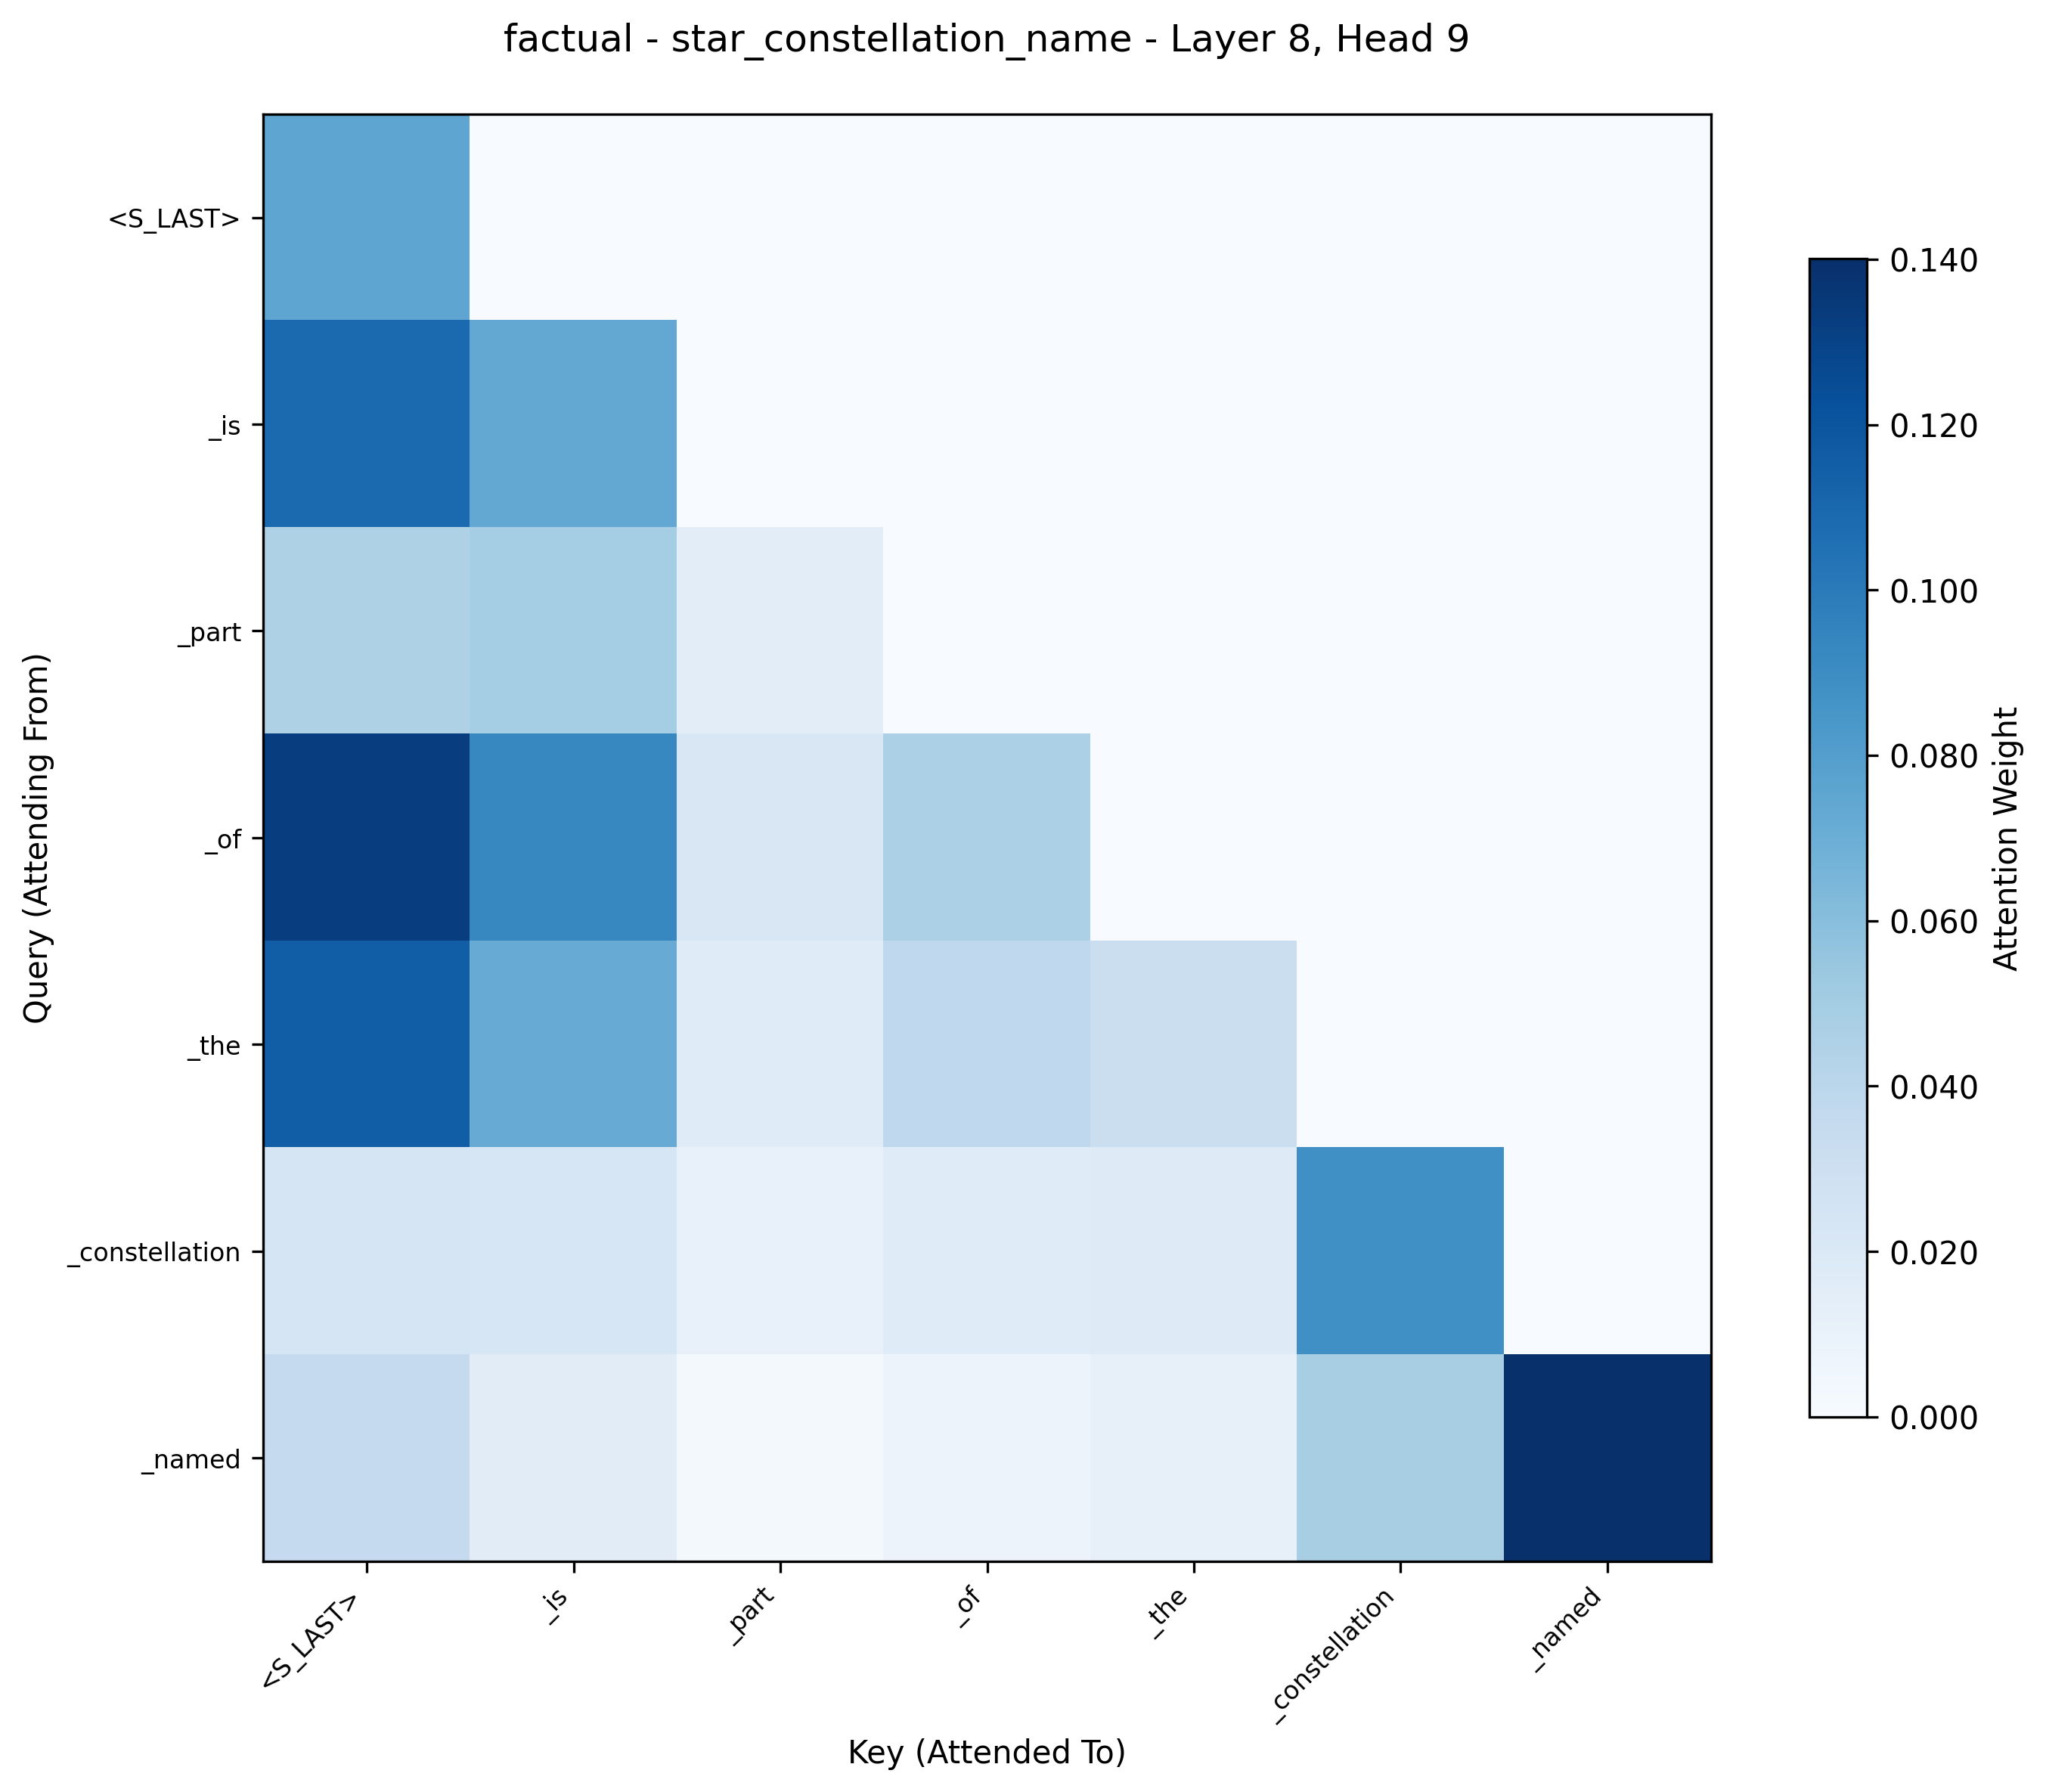 factual - star_constellation_name - Layer 8, Head 9
Query (Attending From)
<S_LAST>
_is
_part
_of
_the
_constellation
_named
<S_LAST>
_is
_part
_of
_the
_constellation
_named
Key (Attended To)
0.140
0.120
0.100
0.080
0.060
0.040
0.020
0.000
Attention Weight